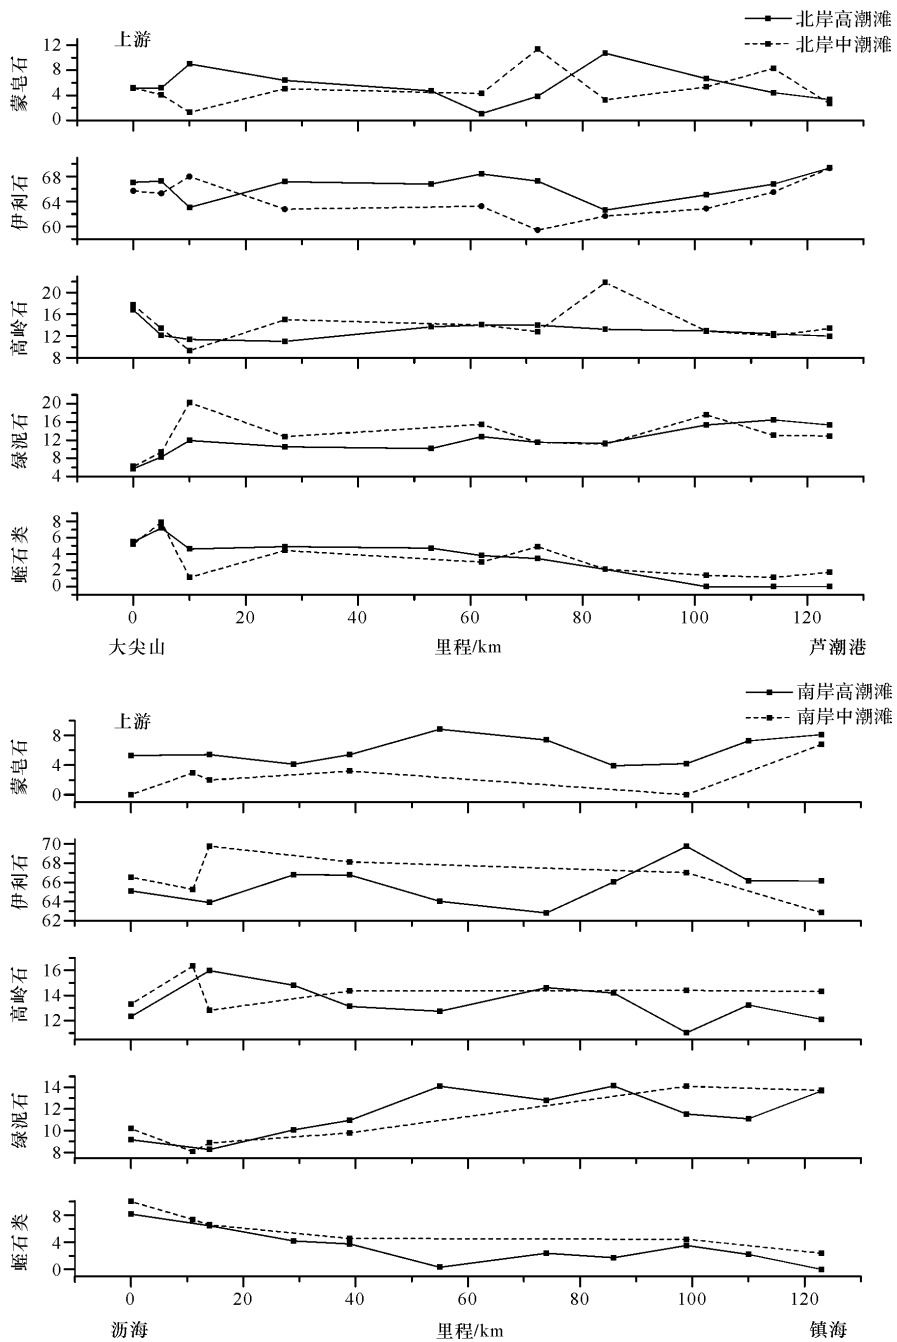 北岸高潮滩
北岸中潮滩
上游
蒙皂石
12
8
4
0
伊利石
68
64
60
高岭石
20
16
12
8
绿泥石
20
16
12
8
4
蛭石类
8
6
4
2
0
0 20 40 60 80 100 120
大尖山 里程/km 芦潮港
南岸高潮滩
南岸中潮滩
上游
蒙皂石
8
4
0
伊利石
70
68
66
64
62
高岭石
16
14
12
绿泥石
14
12
10
8
蛭石类
8
4
0
0 20 40 60 80 100 120
沥海 里程/km 镇海